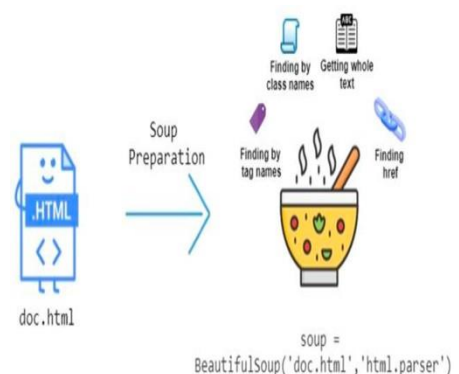 Finding by
class names
Getting whole
text
Soup
Preparation
Finding by
tag names
Finding
href
.HTML
doc.html
soup =
BeautifulSoup('doc.html','html.parser')